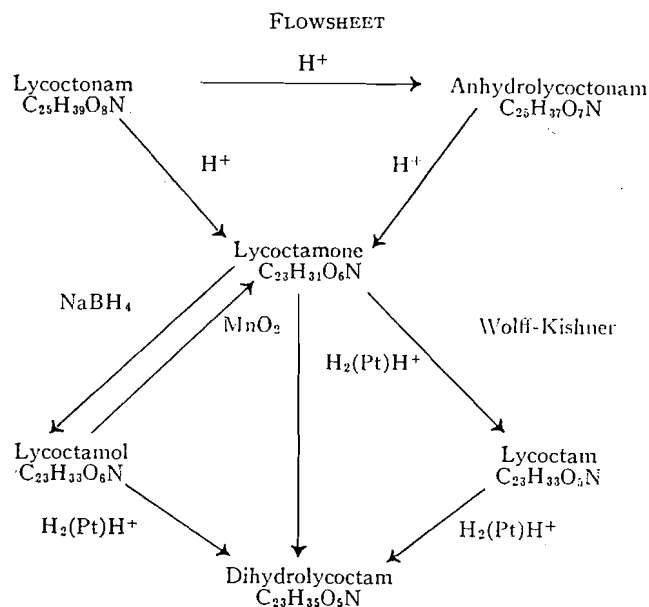 FLOWSHEET
H⁺
Lycoctonam
C₂₅H₃₉O₈N
Anhydrolycoctonam
C₂₅H₃₇O₇N
H⁺
H⁺
Lycoctamone
C₂₃H₃₁O₆N
NaBH₄
MnO₂
Wolff-Kishner
H₂(Pt)H⁺
Lycoctamol
C₂₃H₃₃O₆N
Lycoctam
C₂₃H₃₃O₅N
H₂(Pt)H⁺
H₂(Pt)H⁺
Dihydrolycoctam
C₂₃H₃₅O₅N